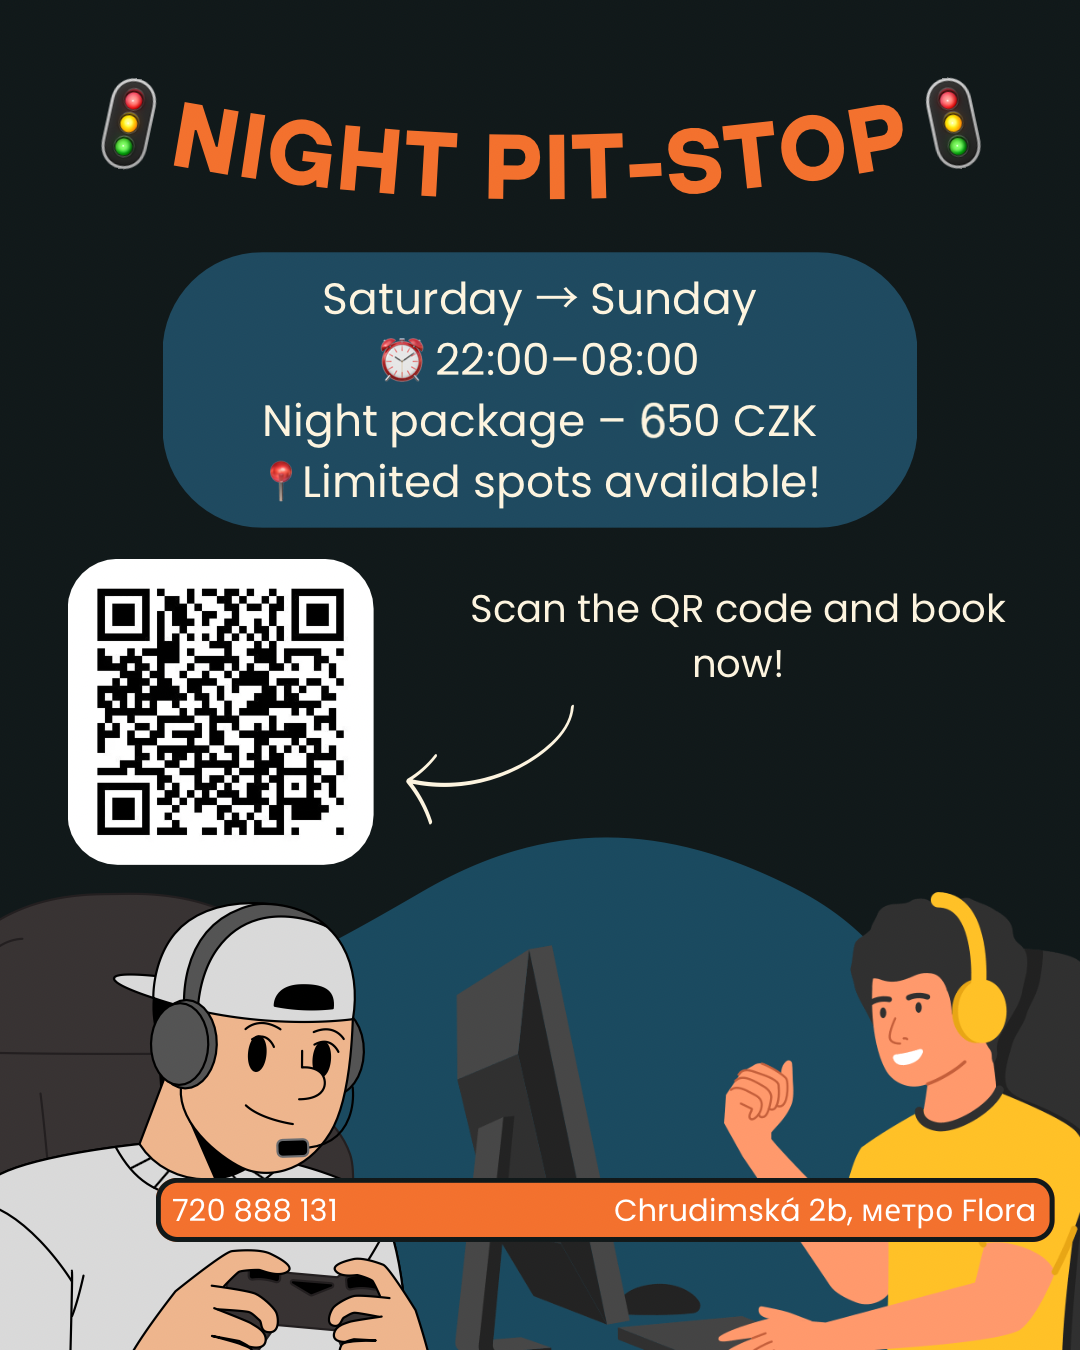 NIGHT PIT-STOP
Saturday → Sunday
22:00–08:00
Night package – 650 CZK
Limited spots available!
Scan the QR code and book
now!
720 888 131
Chrudimská 2b, метро Flora